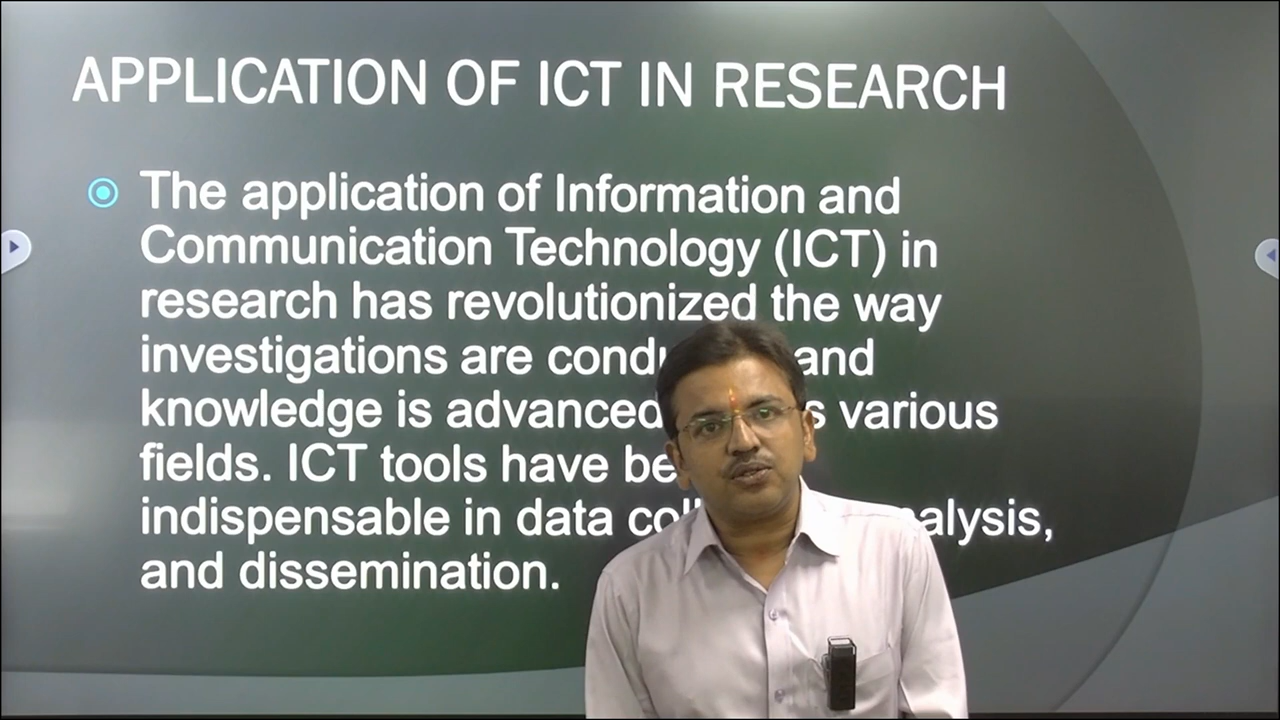 APPLICATION OF ICT IN RESEARCH
The application of Information and
Communication Technology (ICT) in
research has revolutionized the way
investigations are and
knowledge is advanced various
fields. ICT tools have
indispensable in data
and dissemination.